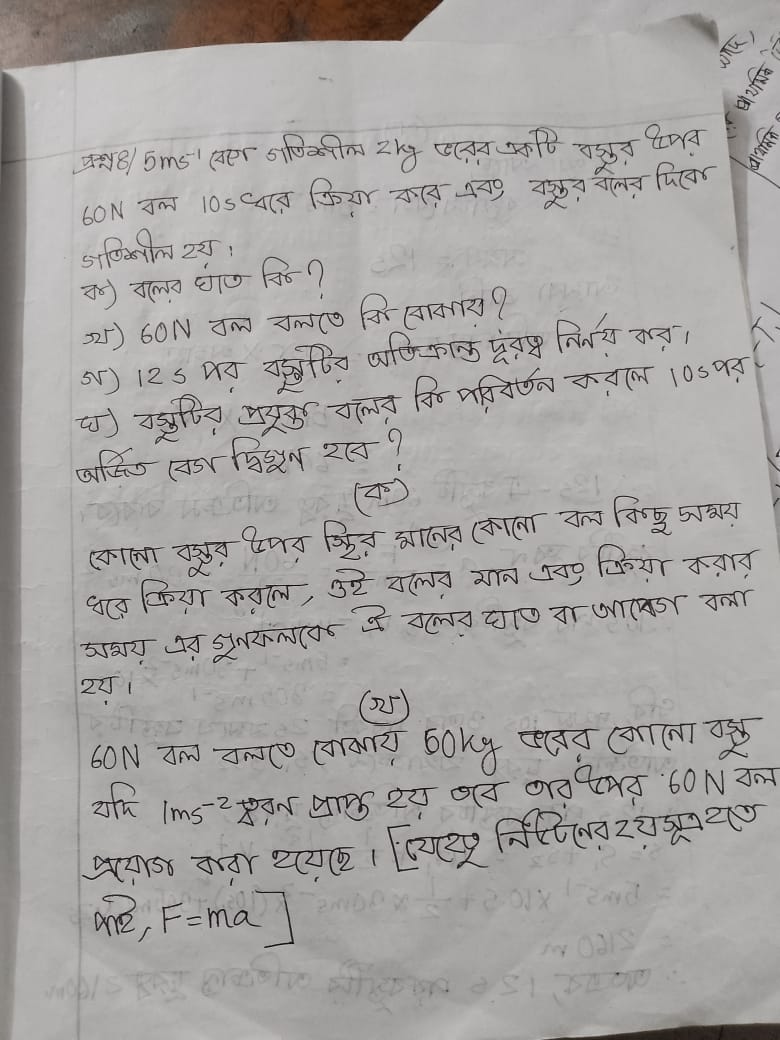 প্রশ্ন ৪/ 5ms⁻¹ বেগে গতিশীল 2kg ভরের একটি বস্তুর উপর
60N বল 10s ধরে ক্রিয়া করে এবং বস্তুর বলের দিকে
গতিশীল হয়।
ক) বলের ঘাত কি?
খ) 60N বল বলতে কি বোঝায়?
গ) 12s পর বস্তুটির অতিক্রান্ত দূরত্ব নির্ণয় কর।
ঘ) বস্তুটির প্রযুক্ত বলের কি পরিবর্তন করলে 10s পর
অর্জিত বেগ দ্বিগুন হবে?
(ক)
কোনো বস্তুর উপর স্থির মানের কোনো বল কিছু সময়
ধরে ক্রিয়া করলে, ওই বলের মান এবং ক্রিয়া করার
সময় এর গুনফলকে ঐ বলের ঘাত বা আবেগ বলা
হয়।
(খ)
60N বল বলতে বোঝায় 60kg ভরের কোনো বস্তু
যদি 1ms⁻² ত্বরন প্রাপ্ত হয় তবে তার উপর 60N বল
প্রয়োগ করা হয়েছে। [যেহেতু নিউটনের ২য় সূত্র হতে
পাই, F=ma]